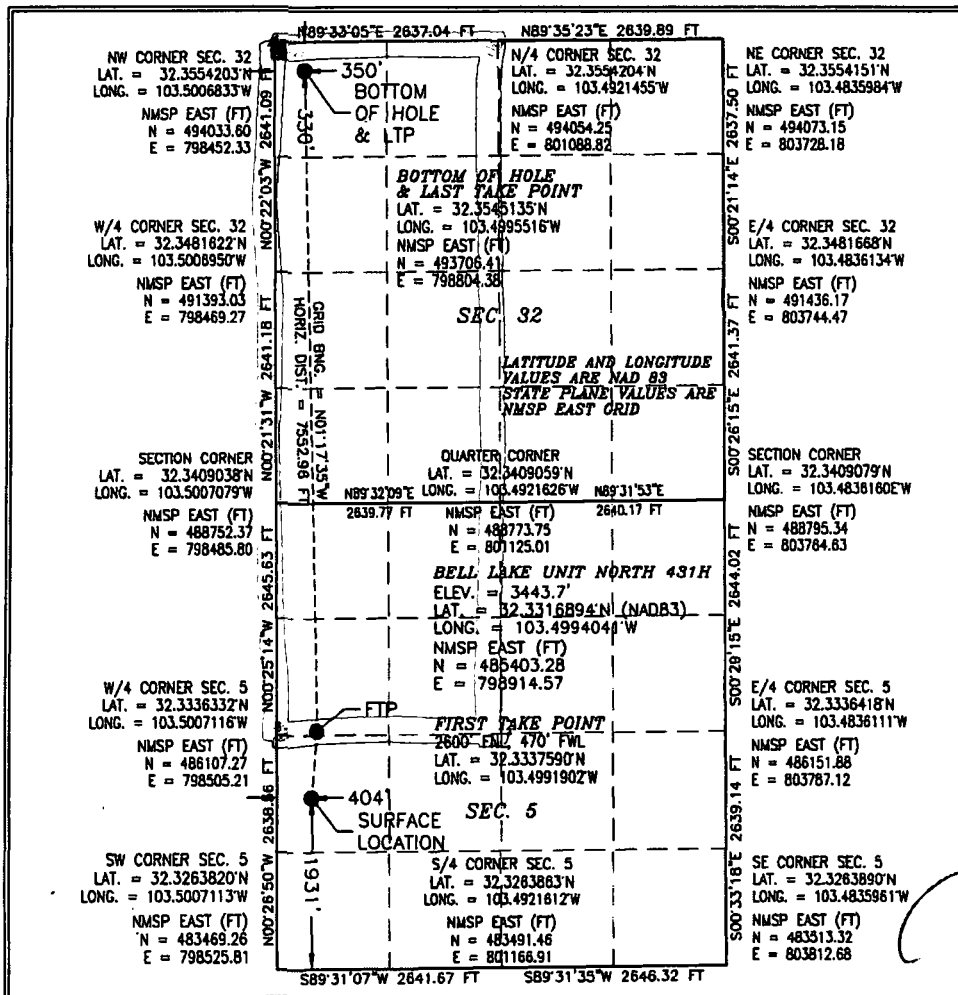 N89°33'05"E 2637.04 FT
N89°35'23"E 2639.89 FT
NW CORNER SEC. 32
LAT. = 32.3554203°N
LONG. = 103.5006833°W
NMSP EAST (FT)
N = 494033.60
E = 798452.33
350'
BOTTOM
OF HOLE
& LTP
330'
N/4 CORNER SEC. 32
LAT. = 32.3554204°N
LONG. = 103.4921455°W
NMSP EAST (FT)
N = 494054.25
E = 801088.82
NE CORNER SEC. 32
LAT. = 32.3554151°N
LONG. = 103.4835984°W
NMSP EAST (FT)
N = 494073.15
E = 803728.18
N00°22'03"W 2641.09 FT
S00°21'14"E 2637.50 FT
BOTTOM OF HOLE
& LAST TAKE POINT
LAT. = 32.3545135°N
LONG. = 103.4995516°W
NMSP EAST (FT)
N = 493706.41
E = 798804.38
W/4 CORNER SEC. 32
LAT. = 32.3481622°N
LONG. = 103.5008950°W
NMSP EAST (FT)
N = 491393.03
E = 798469.27
E/4 CORNER SEC. 32
LAT. = 32.3481668°N
LONG. = 103.4836134°W
NMSP EAST (FT)
N = 491436.17
E = 803744.47
SEC. 32
GRID BNG. = N01°17'35"W
HORIZ. DIST. = 7552.96 FT
LATITUDE AND LONGITUDE
VALUES ARE NAD 83
STATE PLANE VALUES ARE
NMSP EAST GRID
N00°21'31"W 2641.18 FT
S00°26'15"E 2641.37 FT
SECTION CORNER
LAT. = 32.3409038°N
LONG. = 103.5007079°W
NMSP EAST (FT)
N = 488752.37
E = 798485.80
QUARTER CORNER
LAT. = 32.3409059°N
LONG. = 103.4921626°W
N89°32'09"E
2639.77 FT
N89°31'53"E
2640.17 FT
NMSP EAST (FT)
N = 488773.75
E = 801125.01
SECTION CORNER
LAT. = 32.3409079°N
LONG. = 103.4836160E°W
NMSP EAST (FT)
N = 488795.34
E = 803764.63
N00°25'14"W 2645.63 FT
S00°29'15"E 2644.02 FT
BELL LAKE UNIT NORTH 431H
ELEV. = 3443.7'
LAT. = 32.3316894°N (NAD83)
LONG. = 103.4994041°W
NMSP EAST (FT)
N = 485403.28
E = 798914.57
W/4 CORNER SEC. 5
LAT. = 32.3336332°N
LONG. = 103.5007116°W
NMSP EAST (FT)
N = 486107.27
E = 798505.21
FTP
FIRST TAKE POINT
2600' FNL, 470' FWL
LAT. = 32.3337590°N
LONG. = 103.4991902°W
E/4 CORNER SEC. 5
LAT. = 32.3336418°N
LONG. = 103.4836111°W
NMSP EAST (FT)
N = 486151.88
E = 803787.12
404'
SURFACE
LOCATION
SEC. 5
N00°26'50"W 2638.56 FT
1931'
S00°33'18"E 2639.14 FT
SW CORNER SEC. 5
LAT. = 32.3263820°N
LONG. = 103.5007113°W
NMSP EAST (FT)
N = 483469.26
E = 798525.81
S/4 CORNER SEC. 5
LAT. = 32.3263863°N
LONG. = 103.4921612°W
NMSP EAST (FT)
N = 483491.46
E = 801166.91
SE CORNER SEC. 5
LAT. = 32.3263890°N
LONG. = 103.4835961°W
NMSP EAST (FT)
N = 483513.32
E = 803812.68
S89°31'07"W 2641.67 FT
S89°31'35"W 2646.32 FT